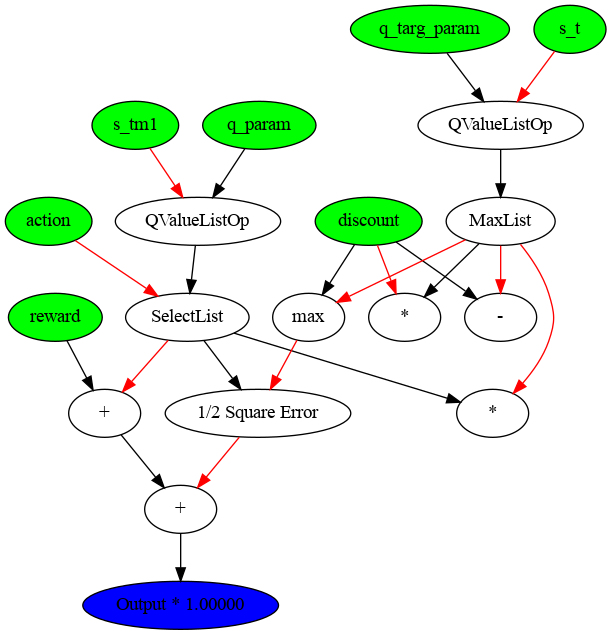 q_targ_param
s_t
s_tm1
q_param
QValueListOp
action
QValueListOp
discount
MaxList
reward
SelectList
max
*
-
+
1/2 Square Error
*
+
Output * 1.00000